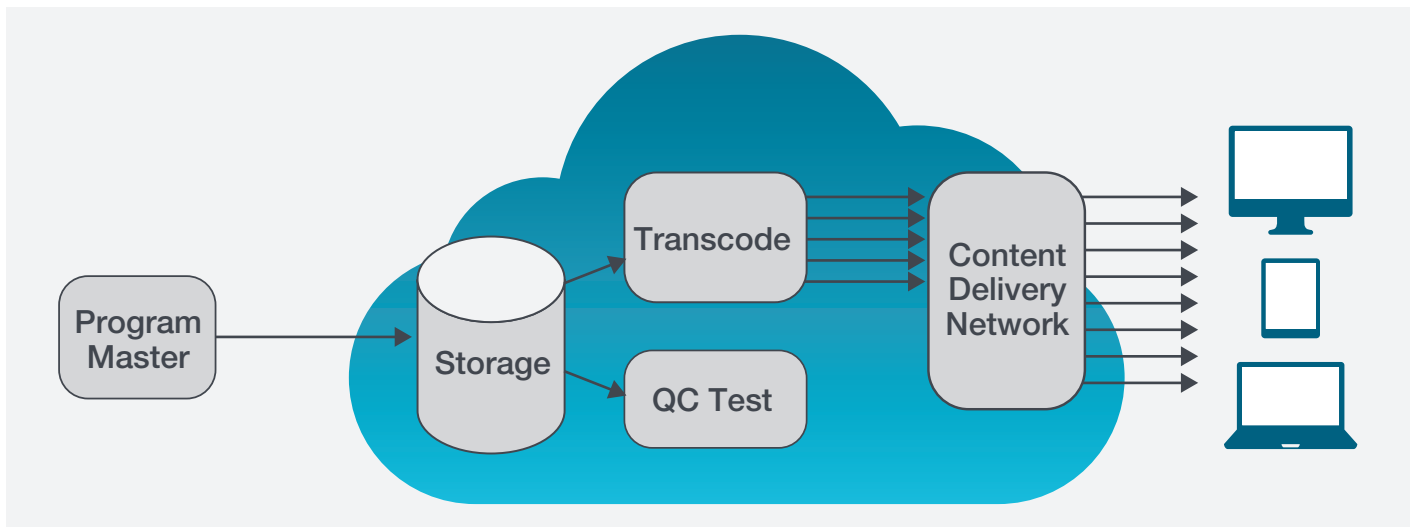 Program
Master
Storage
Transcode
QC Test
Content
Delivery
Network